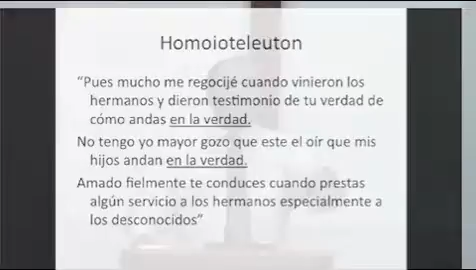 Homoioteleuton
“Pues mucho me regocijé cuando vinieron los
hermanos y dieron testimonio de tu verdad de
cómo andas en la verdad.
No tengo yo mayor gozo que este el oír que mis
hijos andan en la verdad.
Amado fielmente te conduces cuando prestas
algún servicio a los hermanos especialmente a
los desconocidos”